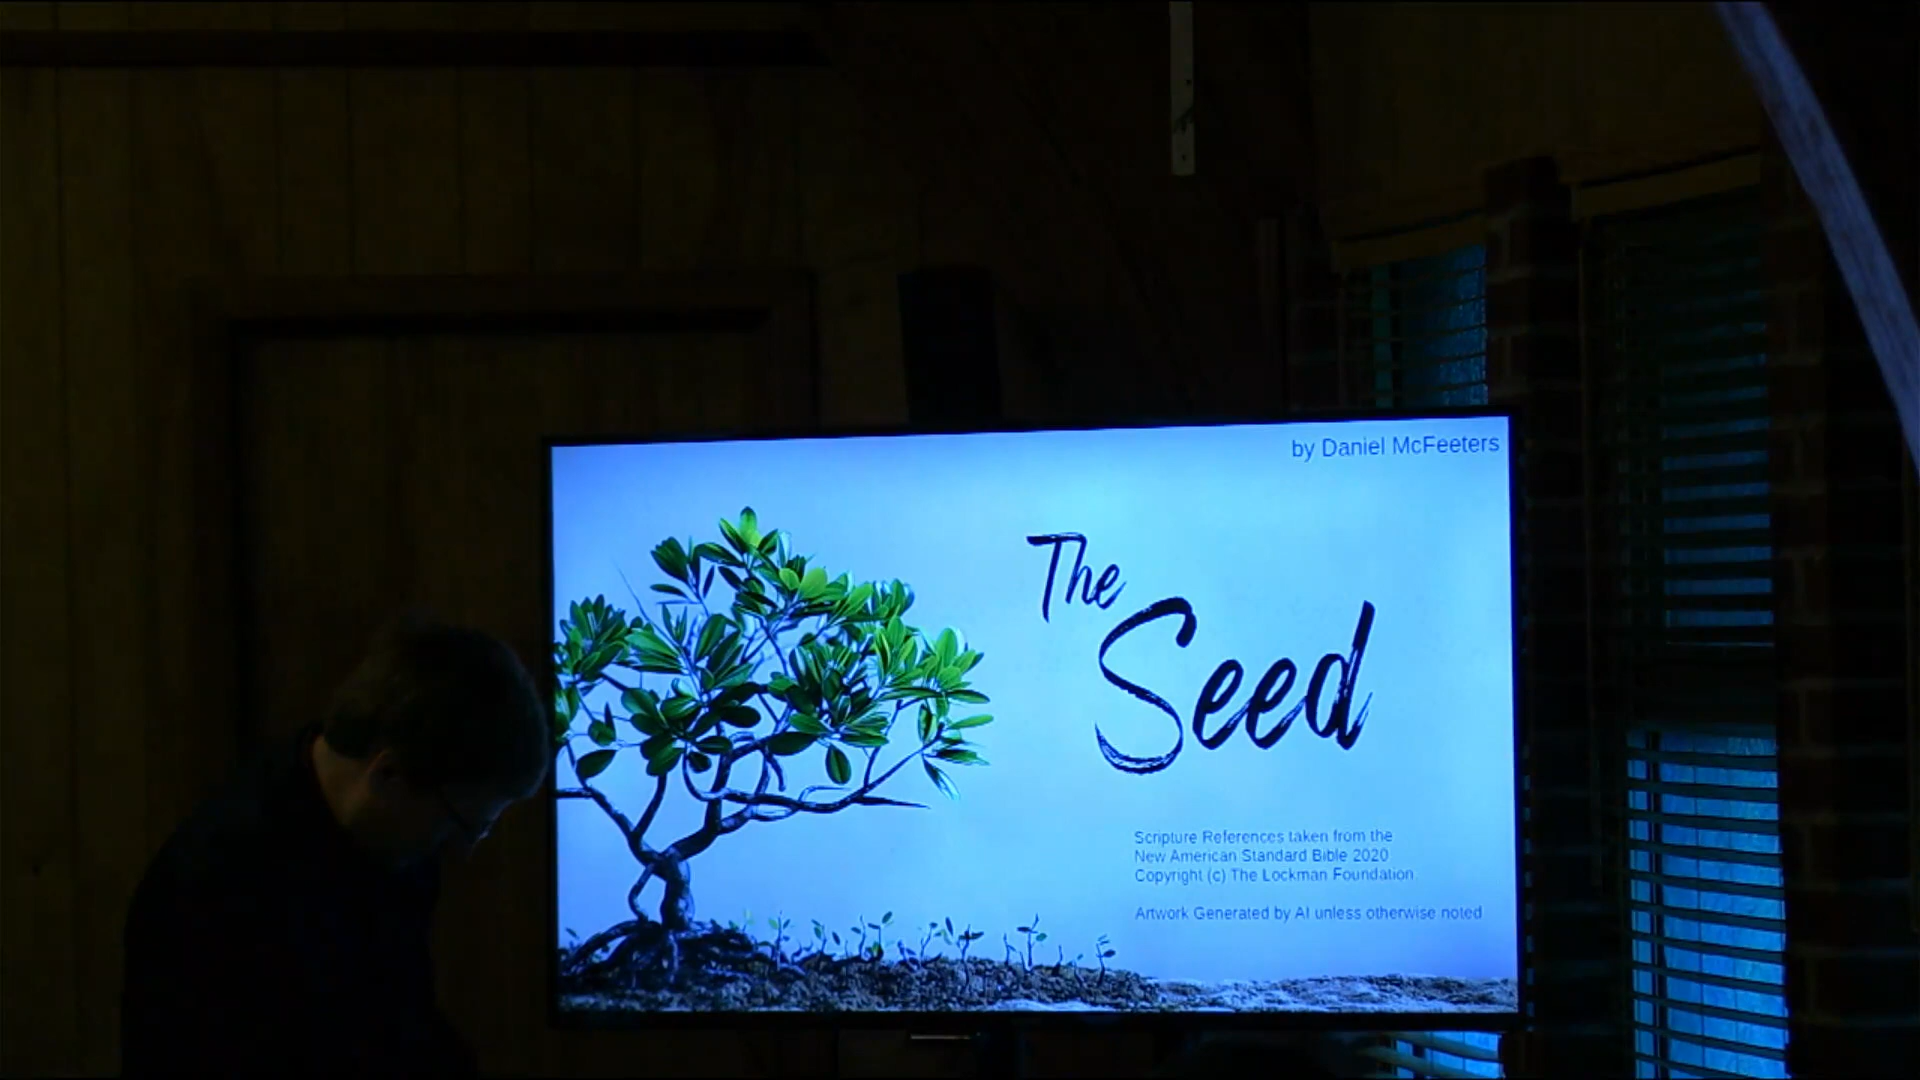 by Daniel McFeeters
The
Seed
Scripture References taken from the
New American Standard Bible 2020
Copyright (c) The Lockman Foundation.
Artwork Generated by AI unless otherwise noted